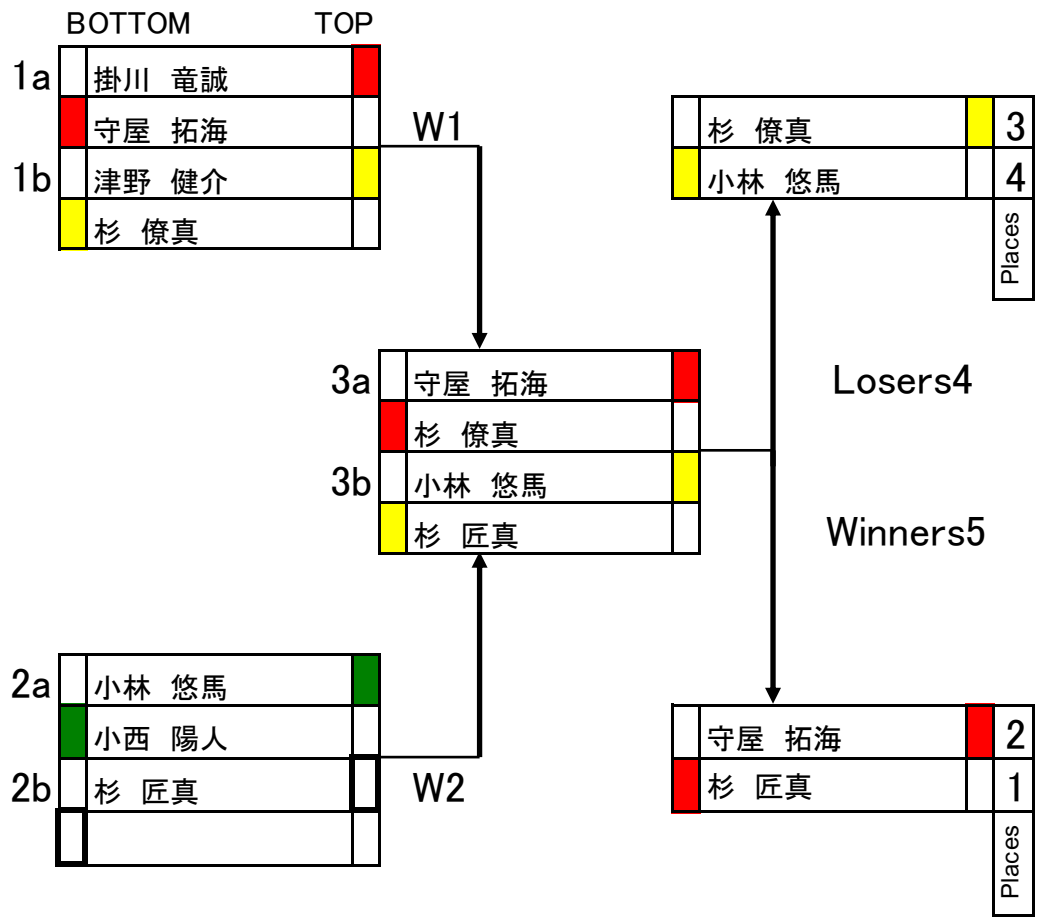 BOTTOM TOP
1a 掛川 竜誠
守屋 拓海
1b 津野 健介
杉 僚真
W1
杉 僚真 3
小林 悠馬 4
Places
3a 守屋 拓海
杉 僚真
3b 小林 悠馬
杉 匠真
Losers4
Winners5
2a 小林 悠馬
小西 陽人
2b 杉 匠真
W2
守屋 拓海 2
杉 匠真 1
Places